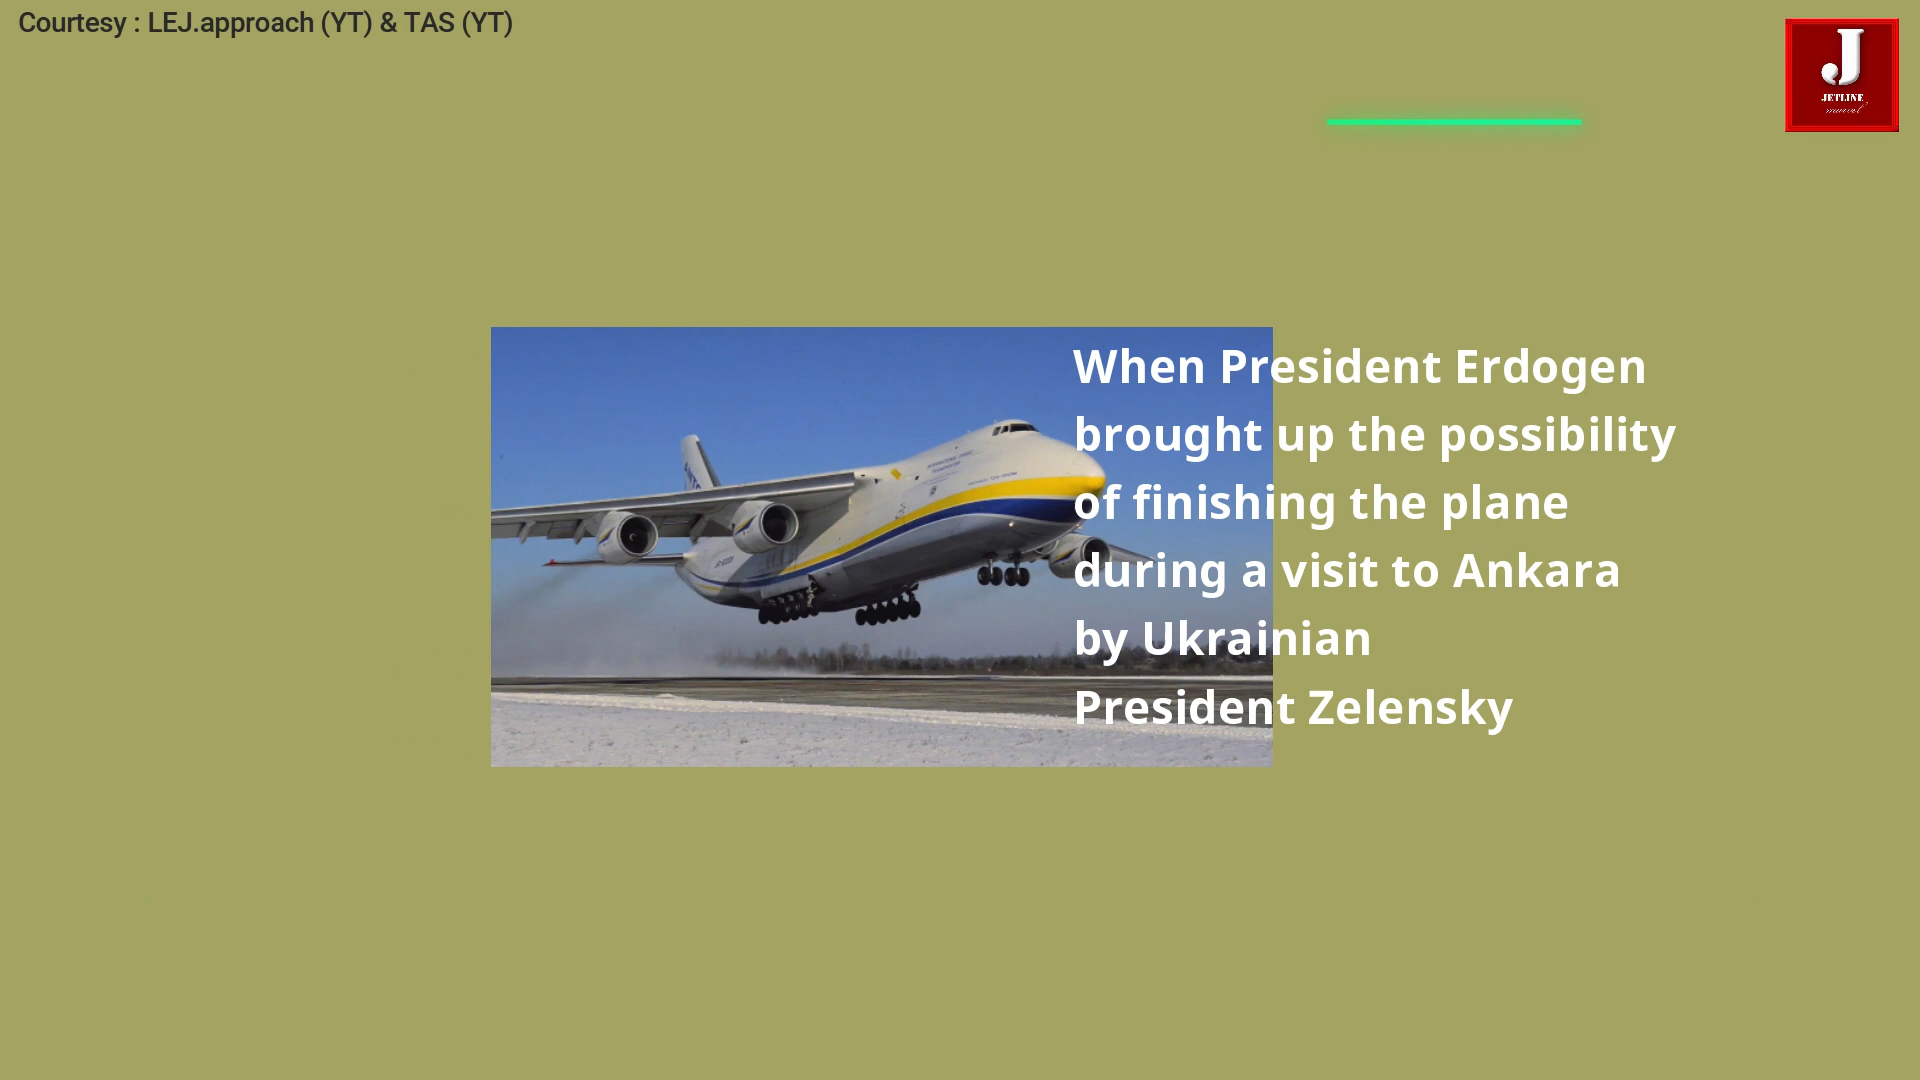 Courtesy : LEJ.approach (YT) & TAS (YT)
J
JETLINE
marvel
When President Erdogen
brought up the possibility
of finishing the plane
during a visit to Ankara
by Ukrainian
President Zelensky